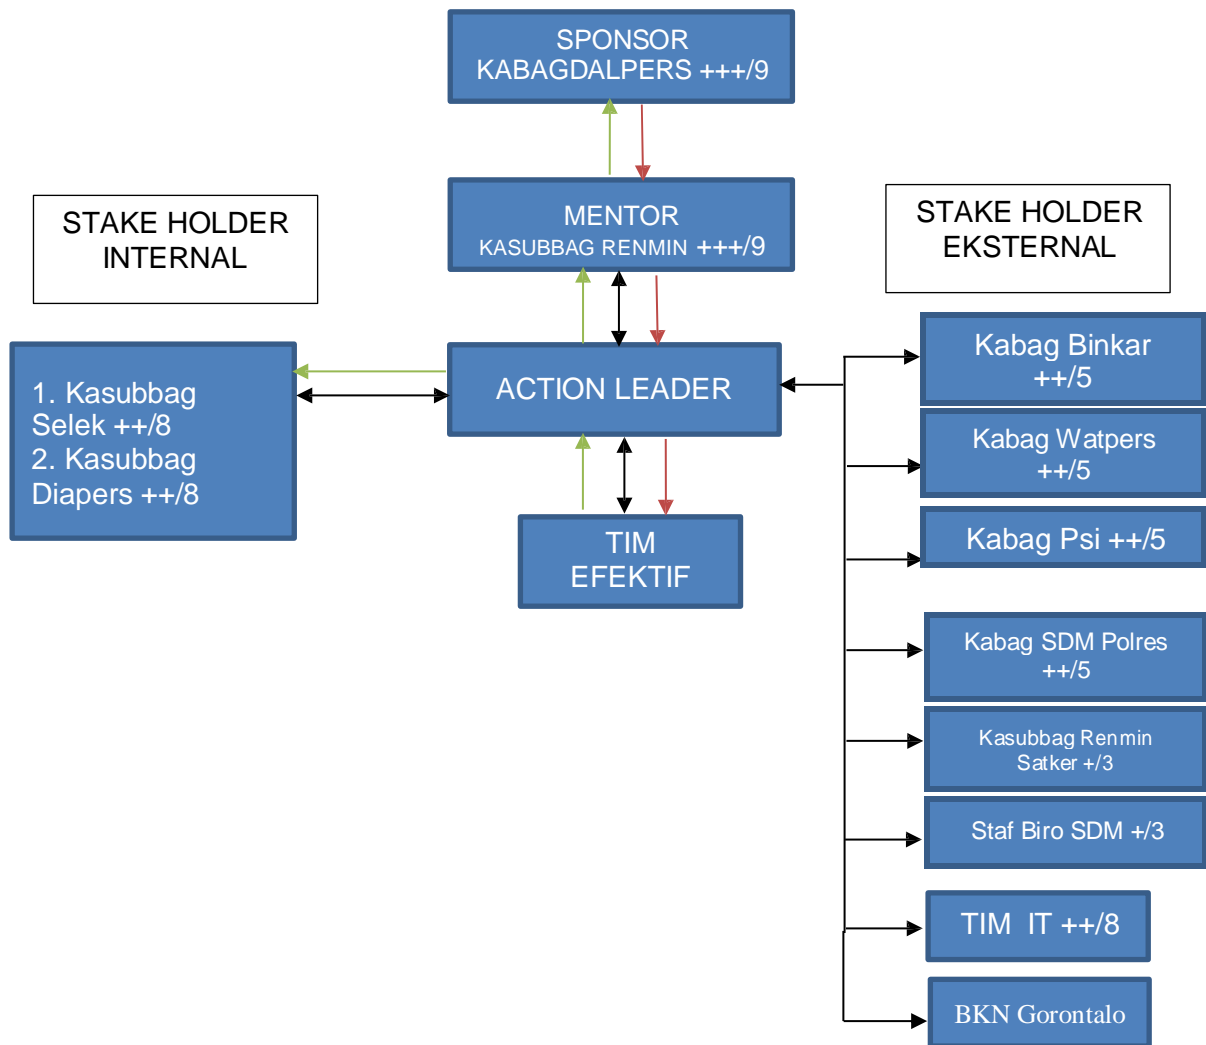 SPONSOR
KABAGDALPERS +++/9
MENTOR
KASUBBAG RENMIN +++/9
STAKE HOLDER
INTERNAL
STAKE HOLDER
EKSTERNAL
1. Kasubbag
Selek ++/8
2. Kasubbag
Diapers ++/8
ACTION LEADER
TIM
EFEKTIF
Kabag Binkar
++/5
Kabag Watpers
++/5
Kabag Psi ++/5
Kabag SDM Polres
++/5
Kasubbag Renmin
Satker +/3
Staf Biro SDM +/3
TIM IT ++/8
BKN Gorontalo